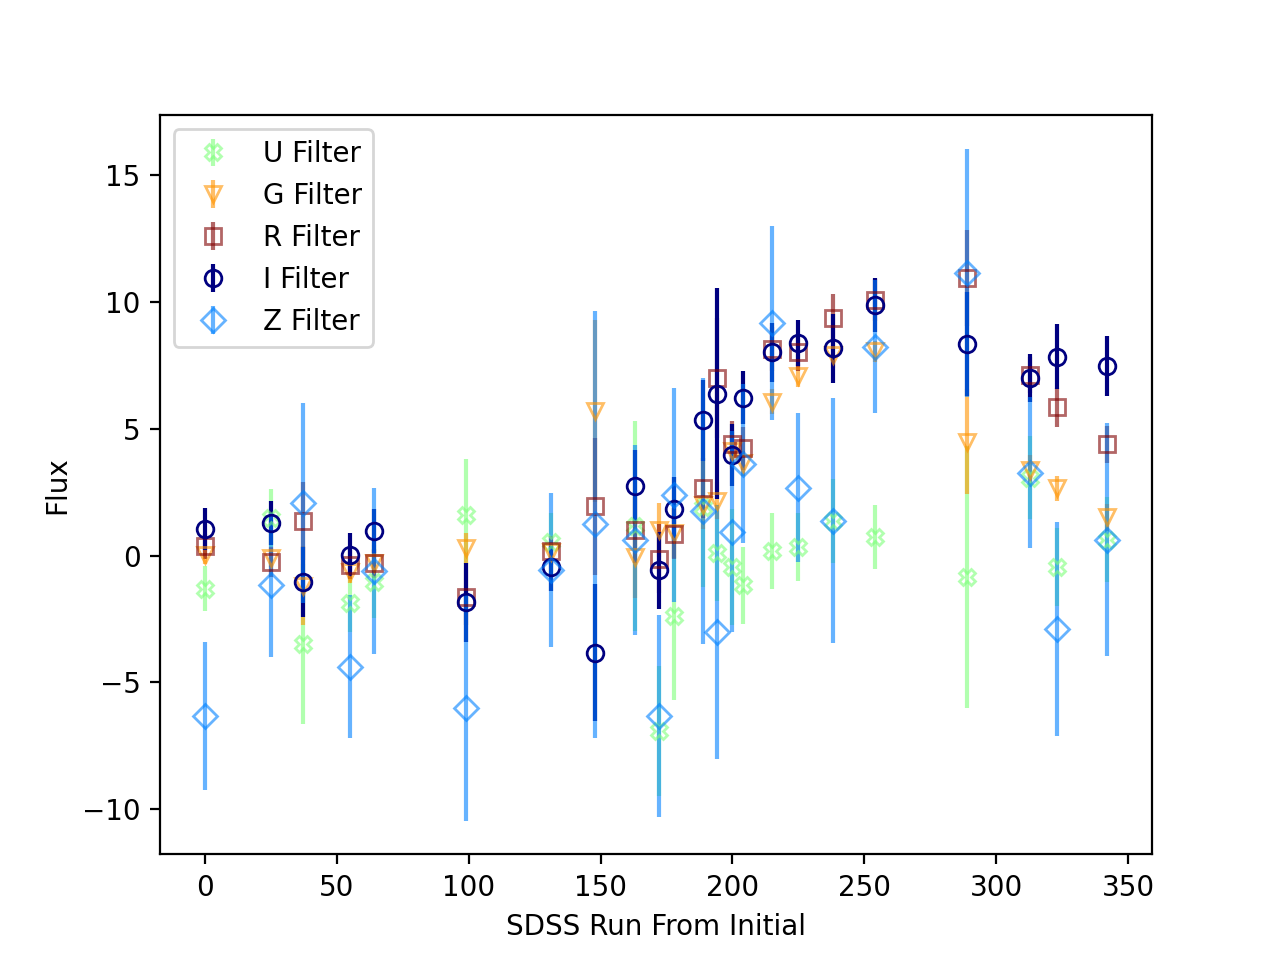 U Filter
G Filter
R Filter
I Filter
Z Filter
15
10
5
0
−5
−10
Flux
0 50 100 150 200 250 300 350
SDSS Run From Initial